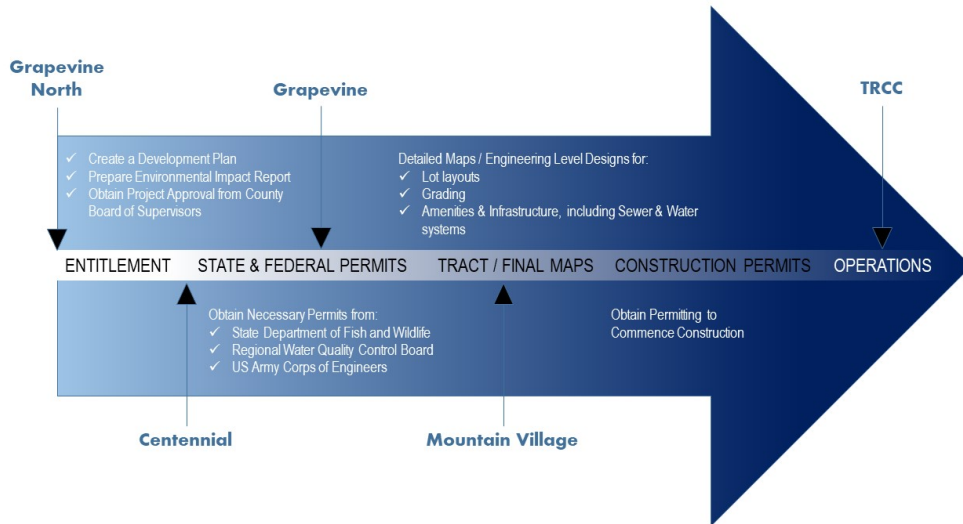 Grapevine
North
Grapevine
TRCC
✓ Create a Development Plan
✓ Prepare Environmental Impact Report
✓ Obtain Project Approval from County
Board of Supervisors
Detailed Maps / Engineering Level Designs for:
✓ Lot layouts
✓ Grading
✓ Amenities & Infrastructure, including Sewer & Water
systems
ENTITLEMENT
STATE & FEDERAL PERMITS
TRACT / FINAL MAPS
CONSTRUCTION PERMITS
OPERATIONS
Obtain Necessary Permits from:
✓ State Department of Fish and Wildlife
✓ Regional Water Quality Control Board
✓ US Army Corps of Engineers
Obtain Permitting to
Commence Construction
Centennial
Mountain Village